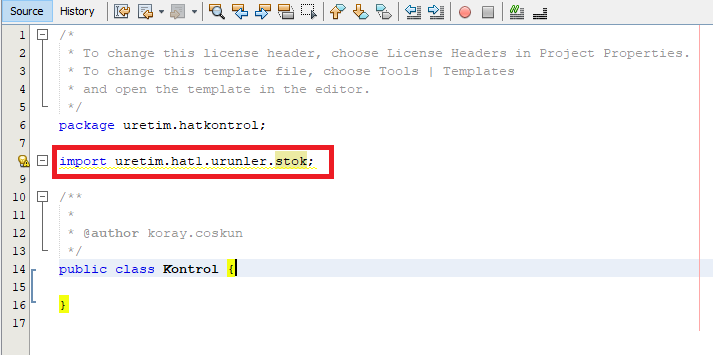 Source History
1 /*
2 * To change this license header, choose License Headers in Project Properties.
3 * To change this template file, choose Tools | Templates
4 * and open the template in the editor.
5 */
6 package uretim.hatkontrol;
7
import uretim.hat1.urunler.stok;
9
10 /**
11 *
12 * @author koray.coskun
13 */
14 public class Kontrol {
15
16 }
17